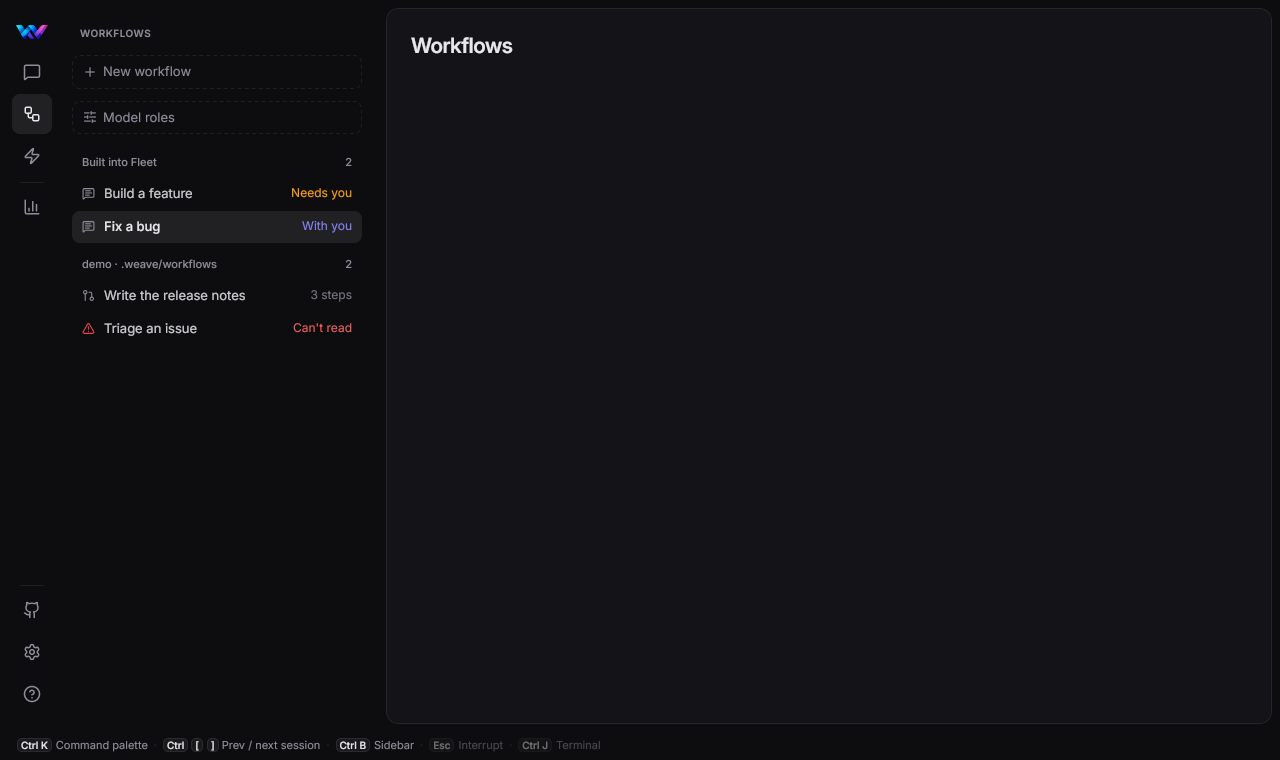 WORKFLOWS
New workflow
Model roles
Built into Fleet 2
Build a feature Needs you
Fix a bug With you
demo · .weave/workflows 2
Write the release notes 3 steps
Triage an issue Can't read
Workflows
Ctrl K Command palette · Ctrl [ ] Prev / next session · Ctrl B Sidebar · Esc Interrupt · Ctrl J Terminal